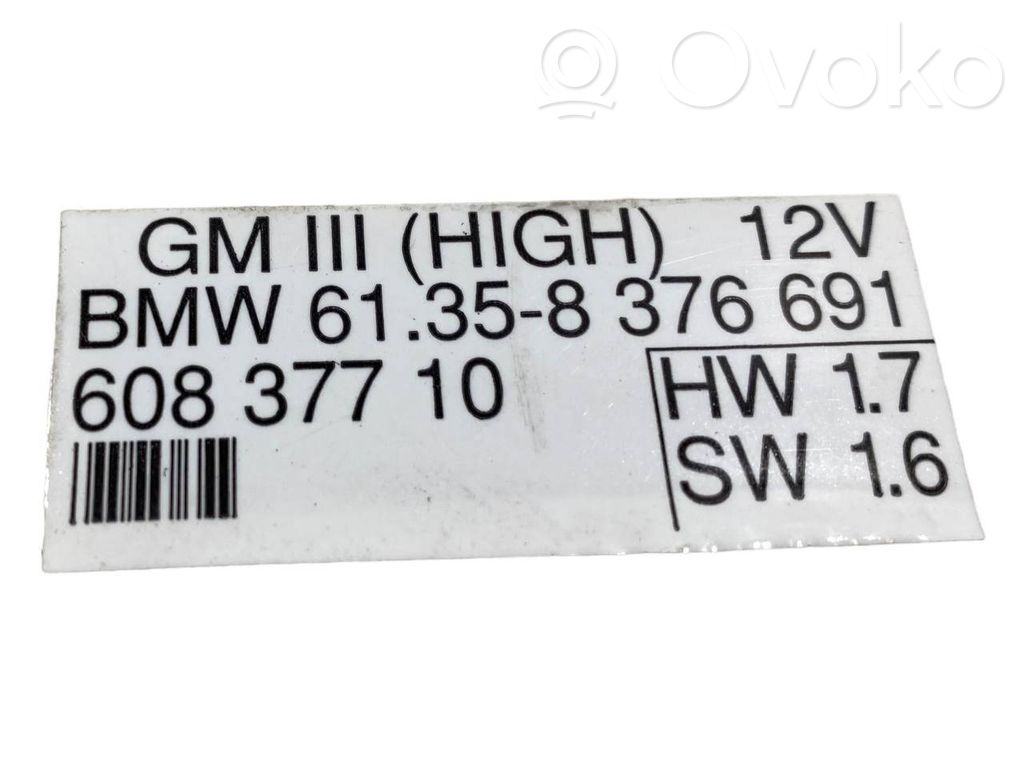 Ovoko
GM III (HIGH) 12V
BMW 61.35-8 376 691
608 377 10
HW 1.7
SW 1.6